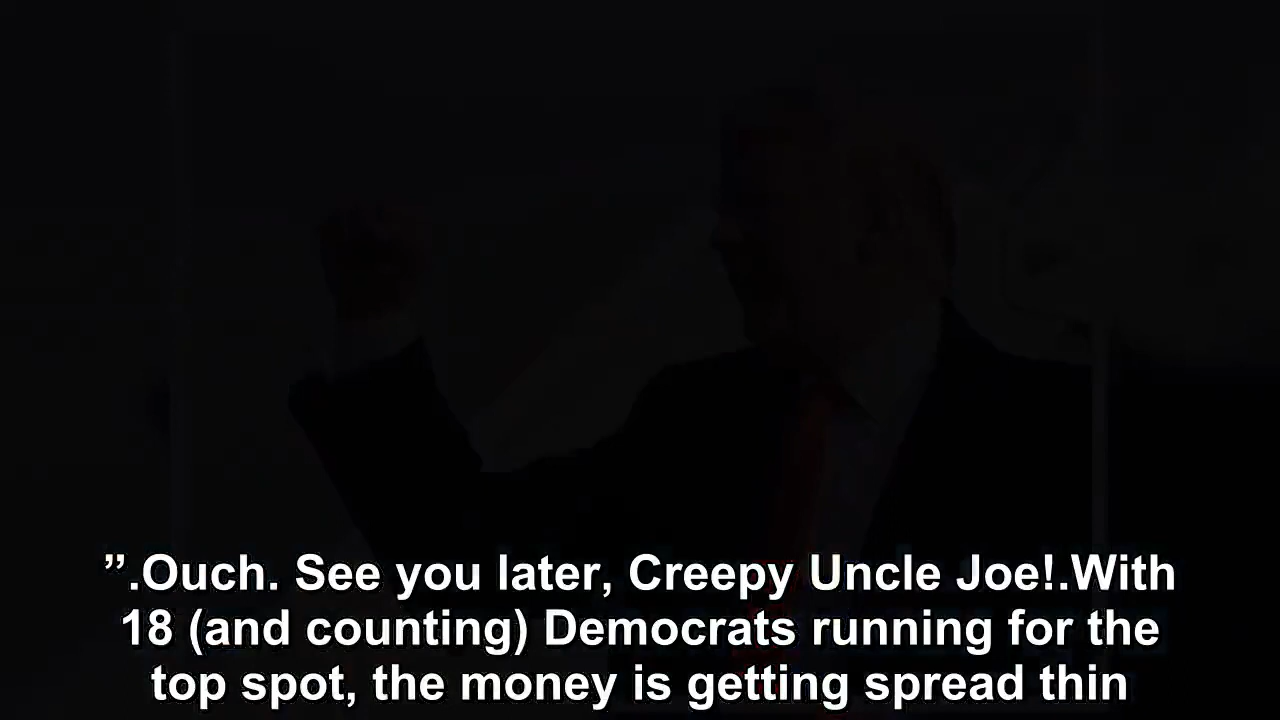 ”.Ouch. See you later, Creepy Uncle Joe!.With
18 (and counting) Democrats running for the
top spot, the money is getting spread thin